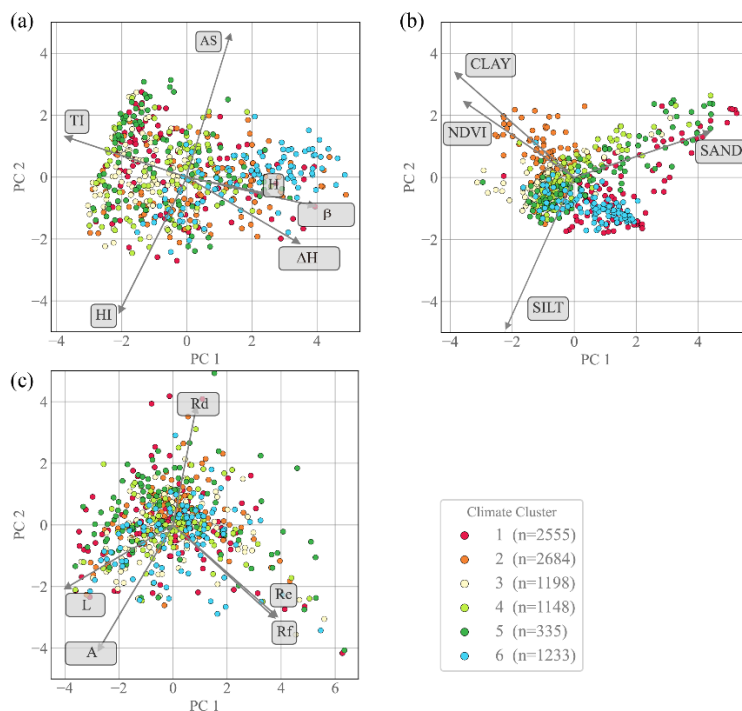 (a)
(b)
PC 2
4
2
0
−2
−4
AS
TI
H
β
ΔH
HI
−4
−2
0
2
4
PC 1
PC 2
4
2
0
−2
−4
CLAY
NDVI
SAND
SILT
−4
−2
0
2
4
PC 1
(c)
PC 2
4
2
0
−2
−4
Rd
L
A
Rc
Rf
−4
−2
0
2
4
6
PC 1
Climate Cluster
1 (n=2555)
2 (n=2684)
3 (n=1198)
4 (n=1148)
5 (n=335)
6 (n=1233)